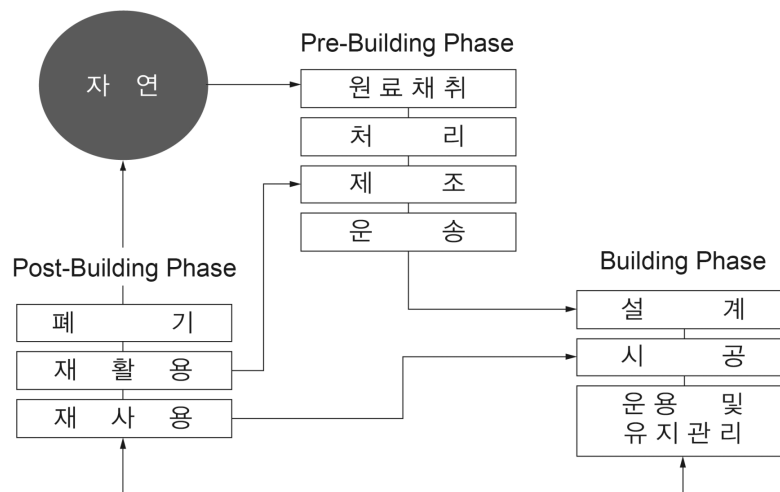 자 연
Pre-Building Phase
원료채취
처 리
제 조
운 송
Post-Building Phase
폐 기
재 활 용
재 사 용
Building Phase
설 계
시 공
운용 및
유지관리